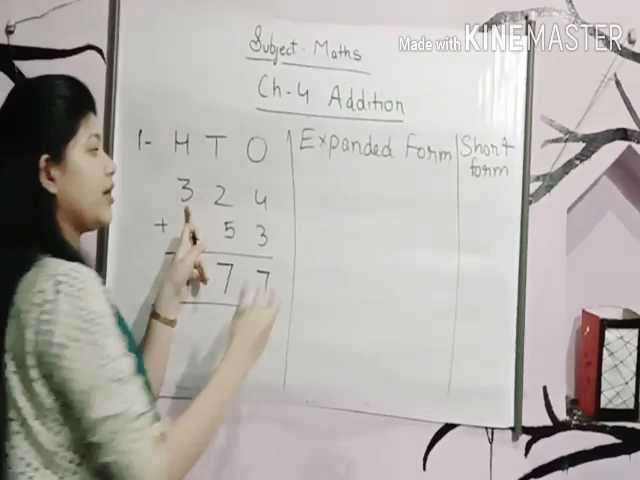 Made with KINEMASTER
Subject - Maths
Ch-4 Addition
1- H T O Expanded Form Short form
3 2 4
+ 5 3
7 7